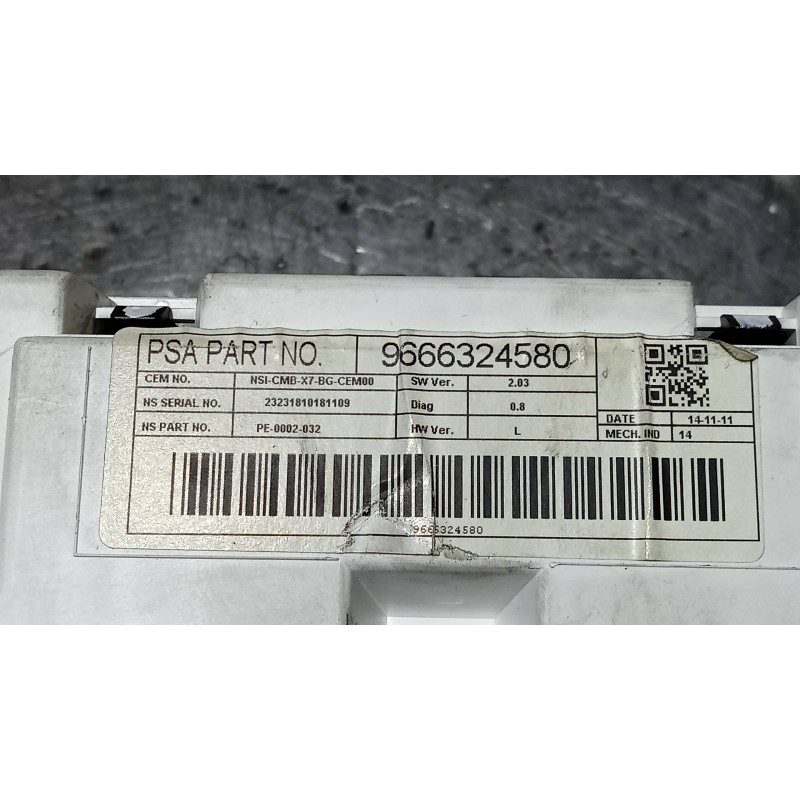 PSA PART NO. 9666324580
CEM NO. NSI-CMB-X7-BG-CEM00 SW Ver. 2.03
NS SERIAL NO. 23231810181109 Diag 0.8 DATE 14-11-11
NS PART NO. PE-0002-032 HW Ver. L MECH. IND 14
9666324580